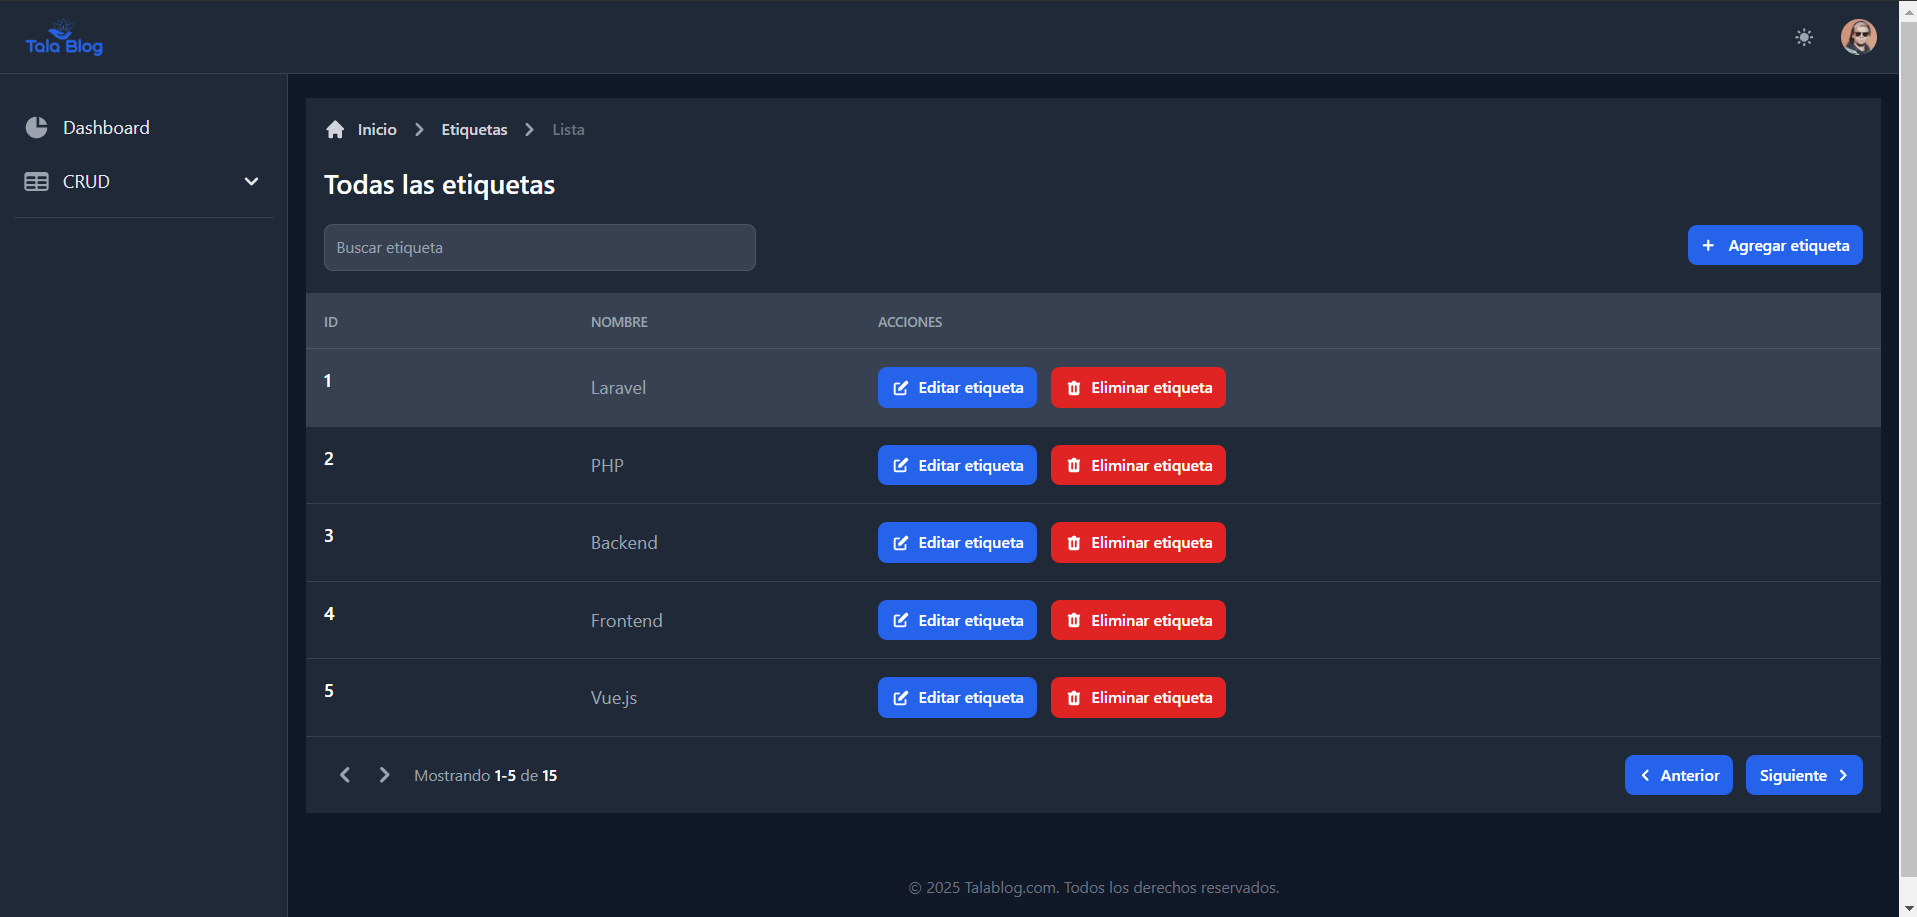 Tala Blog
Dashboard
CRUD
Inicio Etiquetas Lista
Todas las etiquetas
Buscar etiqueta
Agregar etiqueta
ID NOMBRE ACCIONES
1 Laravel Editar etiqueta Eliminar etiqueta
2 PHP Editar etiqueta Eliminar etiqueta
3 Backend Editar etiqueta Eliminar etiqueta
4 Frontend Editar etiqueta Eliminar etiqueta
5 Vue.js Editar etiqueta Eliminar etiqueta
Mostrando 1-5 de 15 Anterior Siguiente
© 2025 Talablog.com. Todos los derechos reservados.